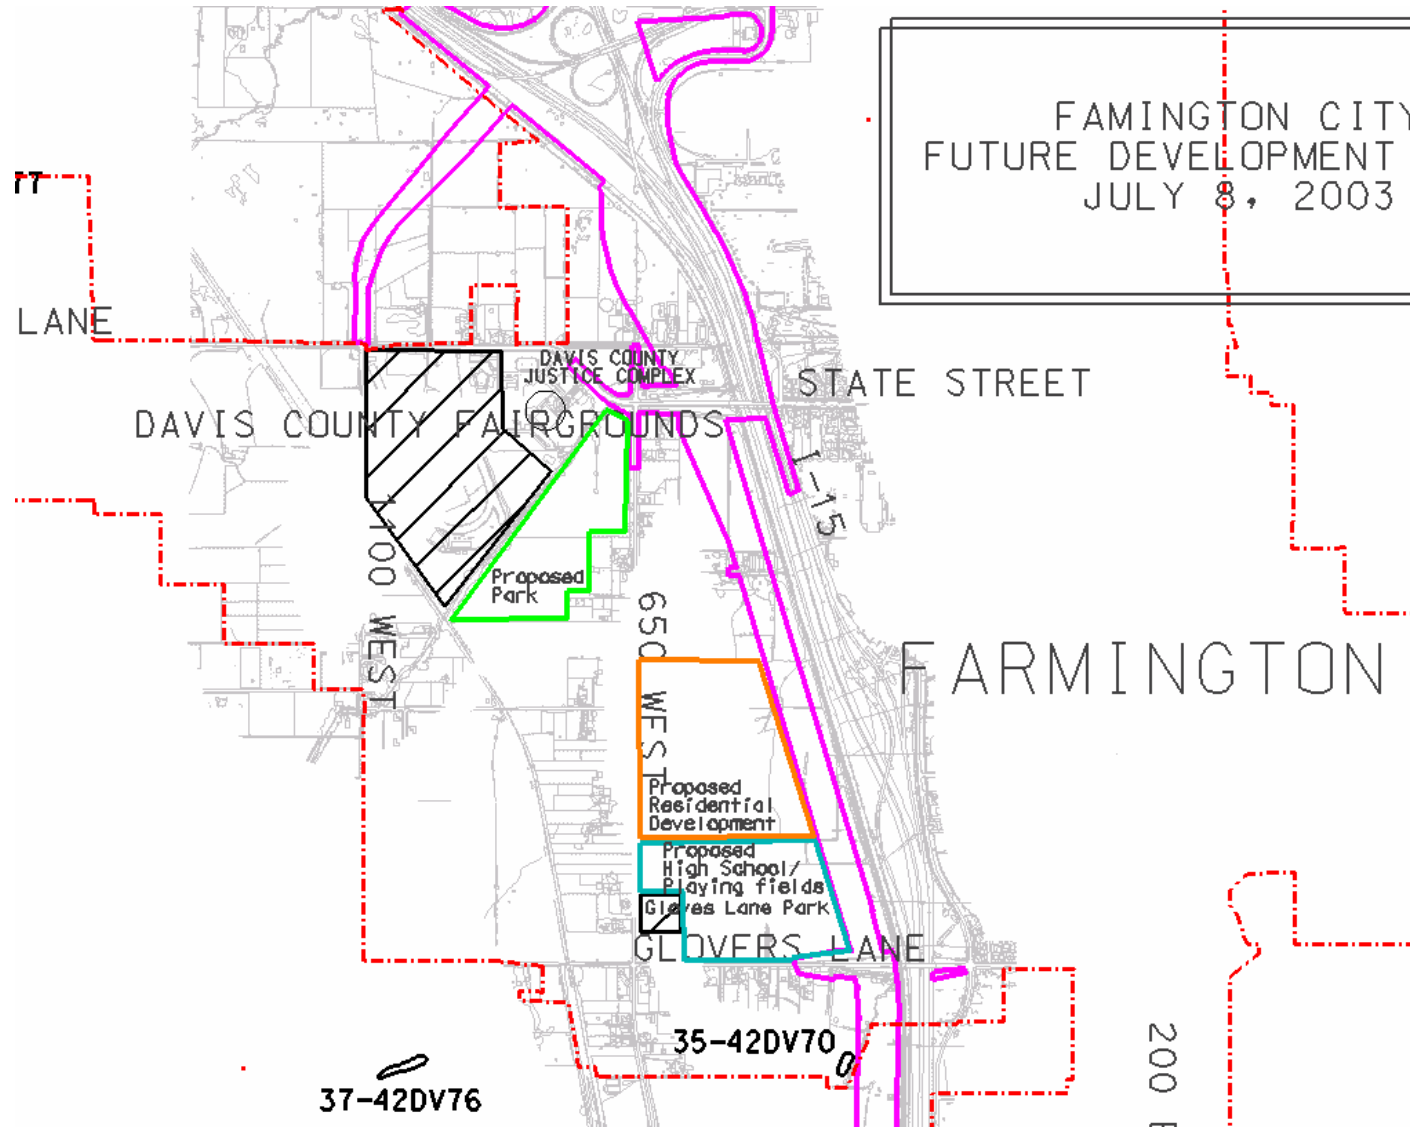 FAMINGTON CITY
FUTURE DEVELOPMENT
JULY 8, 2003
77
LANE
DAVIS COUNTY
JUSTICE COMPLEX
STATE STREET
DAVIS COUNTY FAIRGROUNDS
I-15
1100 WEST
Proposed
Park
650 WEST
FARMINGTON
Proposed
Residential
Development
Proposed
High School/
Playing fields
Gloves Lane Park
GLOVERS LANE
35-42DV70
37-42DV76
200